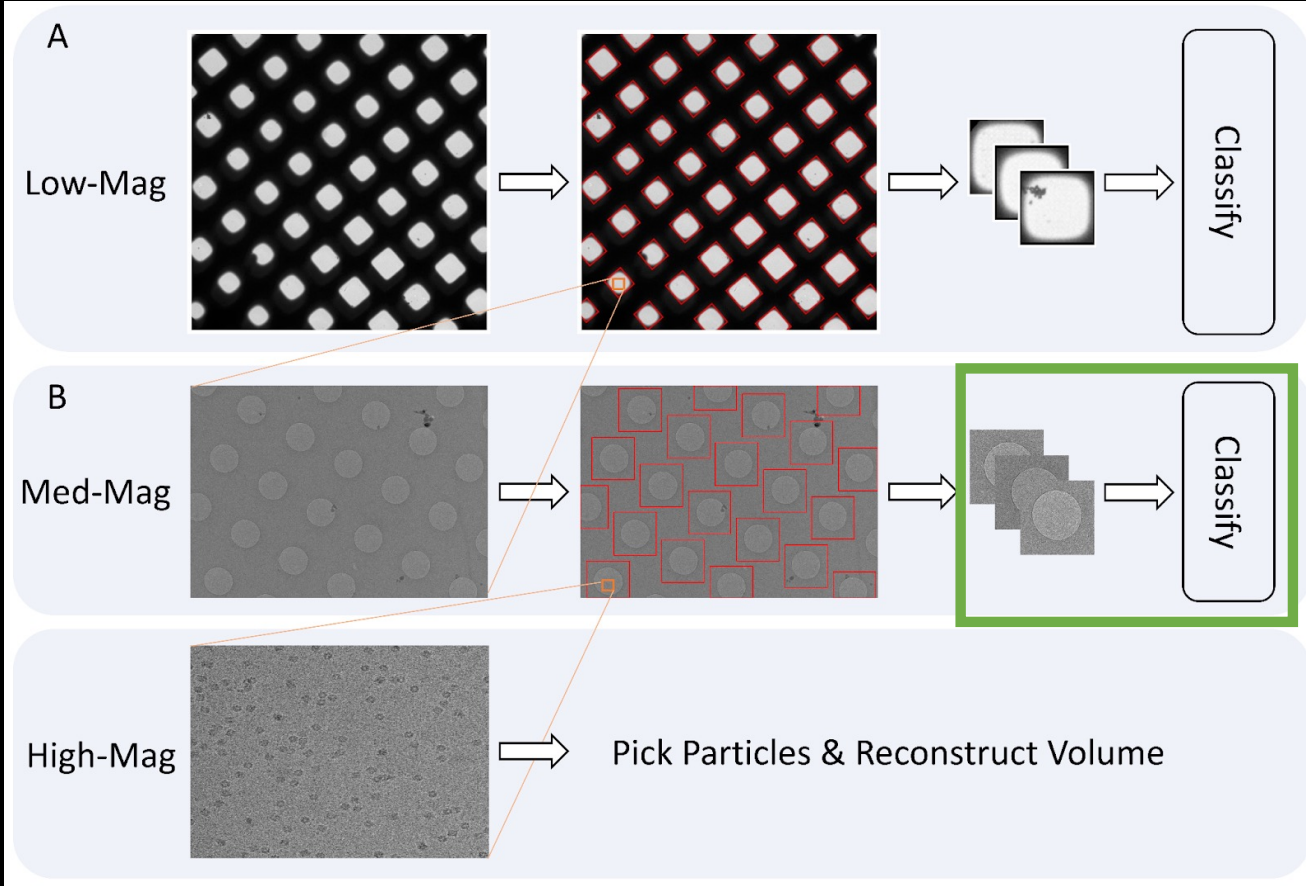 A
Low-Mag
Classify
B
Med-Mag
Classify
High-Mag
Pick Particles & Reconstruct Volume